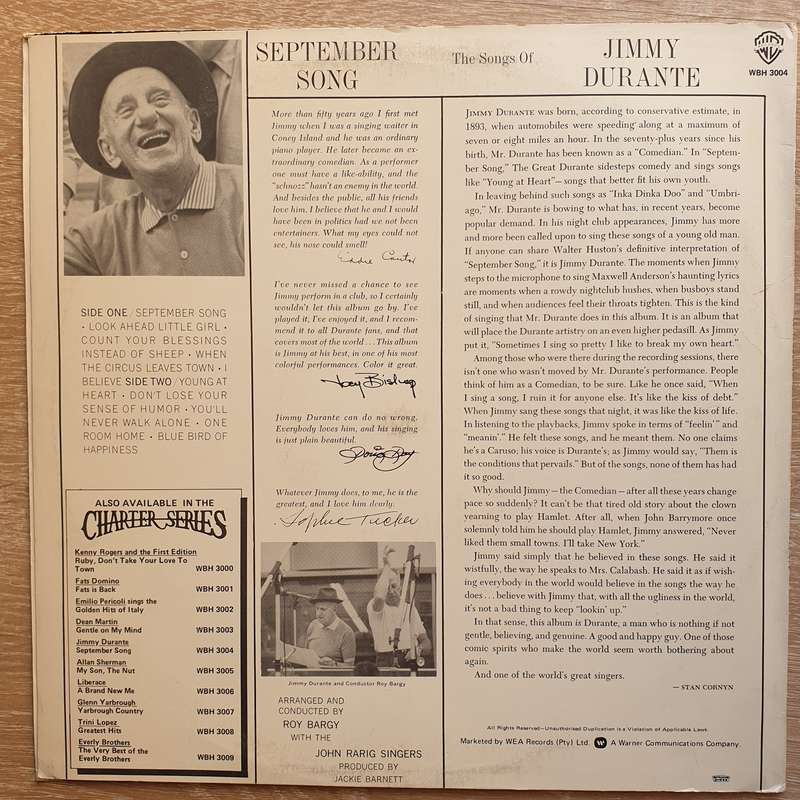 SEPTEMBER
SONG
The Songs Of
JIMMY
DURANTE
WBH 3004
SIDE ONE / SEPTEMBER SONG
• LOOK AHEAD LITTLE GIRL •
COUNT YOUR BLESSINGS
INSTEAD OF SHEEP • WHEN
THE CIRCUS LEAVES TOWN • I
BELIEVE SIDE TWO / YOUNG AT
HEART • DON'T LOSE YOUR
SENSE OF HUMOR • YOU'LL
NEVER WALK ALONE • ONE
ROOM HOME • BLUE BIRD OF
HAPPINESS
ALSO AVAILABLE IN THE
CHARTER SERIES
Kenny Rogers and the First Edition
Ruby, Don't Take Your Love To
Town WBH 3000
Fats Domino
Fats is Back WBH 3001
Emilio Pericoli sings the
Golden Hits of Italy WBH 3002
Dean Martin
Gentle on My Mind WBH 3003
Jimmy Durante
September Song WBH 3004
Allan Sherman
My Son, The Nut WBH 3005
Liberace
A Brand New Me WBH 3006
Glenn Yarbrough
Yarbrough Country WBH 3007
Trini Lopez
Greatest Hits WBH 3008
Everly Brothers
The Very Best of the
Everly Brothers WBH 3009
More than fifty years ago I first met
Jimmy when I was a singing waiter in
Coney Island and he was an ordinary
piano player. He later became an ex-
traordinary comedian. As a performer
one must have a like-ability, and the
"schnozz" hasn't an enemy in the world.
And besides the public, all his friends
love him. I believe that he and I would
have been in politics had we not been
entertainers. What my eyes could not
see, his nose could smell!
Eddie Cantor
I've never missed a chance to see
Jimmy perform in a club, so I certainly
wouldn't let this album go by. I've
played it, I've enjoyed it, and I recom-
mend it to all Durante fans, and that
covers most of the world . . . This album
is Jimmy at his best, in one of his most
colorful performances. Color it great.
Joey Bishop
Jimmy Durante can do no wrong.
Everybody loves him, and his singing
is just plain beautiful.
Doris Day
Whatever Jimmy does, to me, he is the
greatest, and I love him dearly.
Sophie Tucker
Jimmy Durante and Conductor Roy Bargy
ARRANGED AND
CONDUCTED BY
ROY BARGY
WITH THE
JOHN RARIG SINGERS
PRODUCED BY
JACKIE BARNETT
JIMMY DURANTE was born, according to conservative estimate, in
1893, when automobiles were speeding along at a maximum of
seven or eight miles an hour. In the seventy-plus years since his
birth, Mr. Durante has been known as a "Comedian." In "Septem-
ber Song," The Great Durante sidesteps comedy and sings songs
like "Young at Heart"—songs that better fit his own youth.
In leaving behind such songs as "Inka Dinka Doo" and "Umbri-
ago," Mr. Durante is bowing to what has, in recent years, become
popular demand. In his night club appearances, Jimmy has more
and more been called upon to sing these songs of a young old man.
If anyone can share Walter Huston's definitive interpretation of
"September Song," it is Jimmy Durante. The moments when Jimmy
steps to the microphone to sing Maxwell Anderson's haunting lyrics
are moments when a rowdy nightclub hushes, when busboys stand
still, and when audiences feel their throats tighten. This is the kind
of singing that Mr. Durante does in this album. It is an album that
will place the Durante artistry on an even higher pedasill. As Jimmy
put it, "Sometimes I sing so pretty I like to break my own heart."
Among those who were there during the recording sessions, there
isn't one who wasn't moved by Mr. Durante's performance. People
think of him as a Comedian, to be sure. Like he once said, "When
I sing a song, I ruin it for anyone else. It's like the kiss of debt."
When Jimmy sang these songs that night, it was like the kiss of life.
In listening to the playbacks, Jimmy spoke in terms of "feelin'" and
"meanin'." He felt these songs, and he meant them. No one claims
he's a Caruso; his voice is Durante's; as Jimmy would say, "Them is
the conditions that pervails." But of the songs, none of them has had
it so good.
Why should Jimmy—the Comedian—after all these years change
pace so suddenly? It can't be that tired old story about the clown
yearning to play Hamlet. After all, when John Barrymore once
solemnly told him he should play Hamlet, Jimmy answered, "Never
liked them small towns. I'll take New York."
Jimmy said simply that he believed in these songs. He said it
wistfully, the way he speaks to Mrs. Calabash. He said it as if wish-
ing everybody in the world would believe in the songs the way he
does . . . believe with Jimmy that, with all the ugliness in the world,
it's not a bad thing to keep "lookin' up."
In that sense, this album is Durante, a man who is nothing if not
gentle, believing, and genuine. A good and happy guy. One of those
comic spirits who make the world seem worth bothering about
again.
And one of the world's great singers.
— STAN CORNYN
All Rights Reserved—Unauthorised Duplication is a Violation of Applicable Laws.
Marketed by WEA Records (Pty) Ltd. A Warner Communications Company.